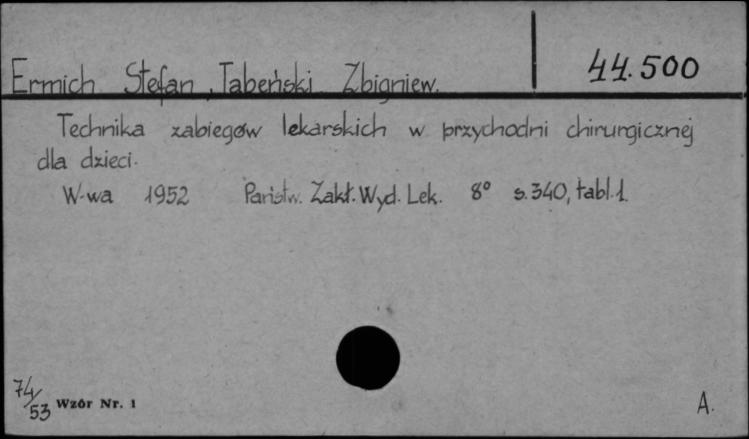 Ermich Stefan, Tabeński Zbigniew.
44.500
Technika zabiegów lekarskich w przychodni chirurgicznej
dla dzieci.
W-wa 1952 Państw. Zakł. Wyd. Lek. 8° s. 340, tabl. 1.
74/53
Wzór Nr. 1
A.